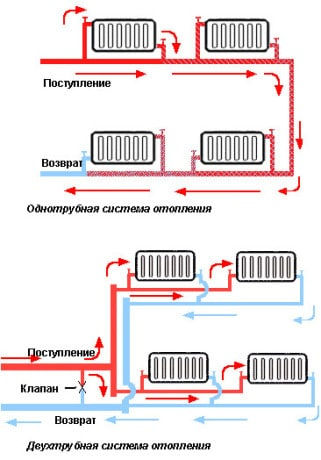 Поступление
Возврат
Однотрубная система отопления
Поступление
Клапан
Возврат
Двухтрубная система отопления